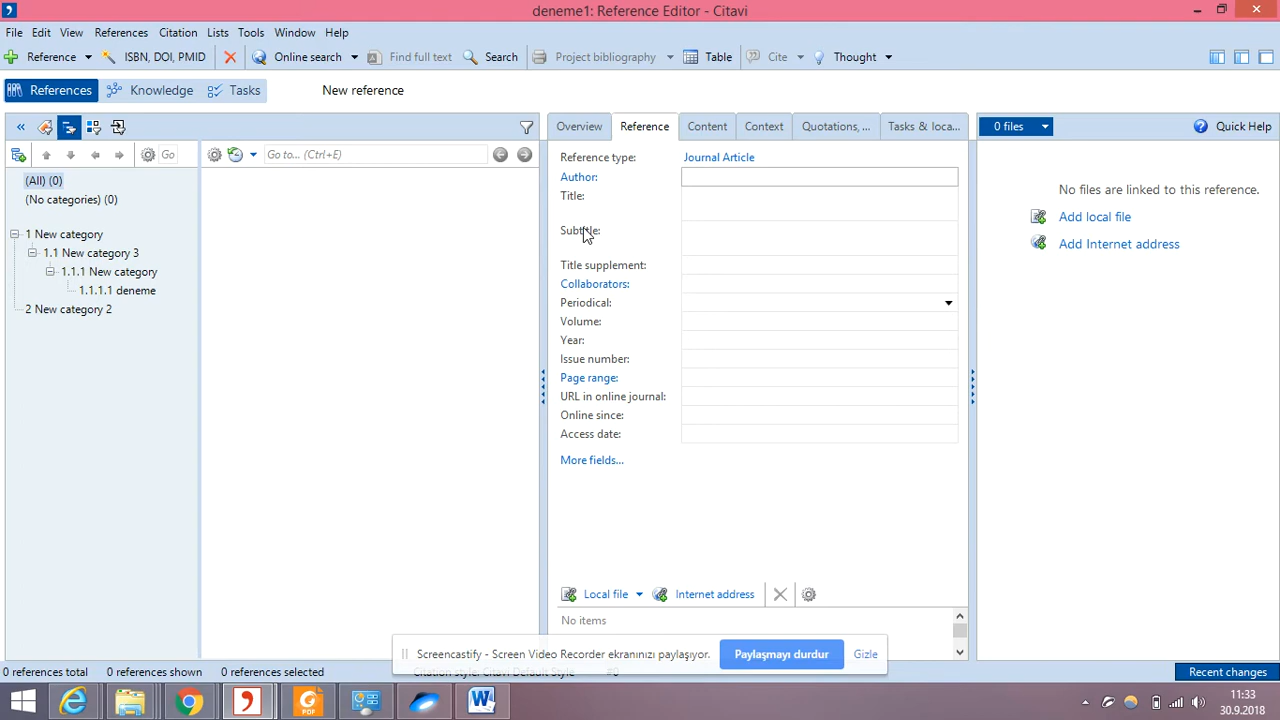 deneme1: Reference Editor - Citavi
File Edit View References Citation Lists Tools Window Help
Reference ISBN, DOI, PMID Online search Find full text Search Project bibliography Table Cite Thought
References Knowledge Tasks New reference
Overview Reference Content Context Quotations, ... Tasks & loca... 0 files Quick Help
Go Go to... (Ctrl+E)
(All) (0)
(No categories) (0)
1 New category
1.1 New category 3
1.1.1 New category
1.1.1.1 deneme
2 New category 2
Reference type: Journal Article
Author:
Title:
Subtitle:
Title supplement:
Collaborators:
Periodical:
Volume:
Year:
Issue number:
Page range:
URL in online journal:
Online since:
Access date:
More fields...
Local file Internet address
No items
No files are linked to this reference.
Add local file
Add Internet address
Screencastify - Screen Video Recorder ekranınızı paylaşıyor. Paylaşmayı durdur Gizle
0 references total 0 references shown 0 references selected Citation style: Citavi Default Style #0 Recent changes
11:33
30.9.2018